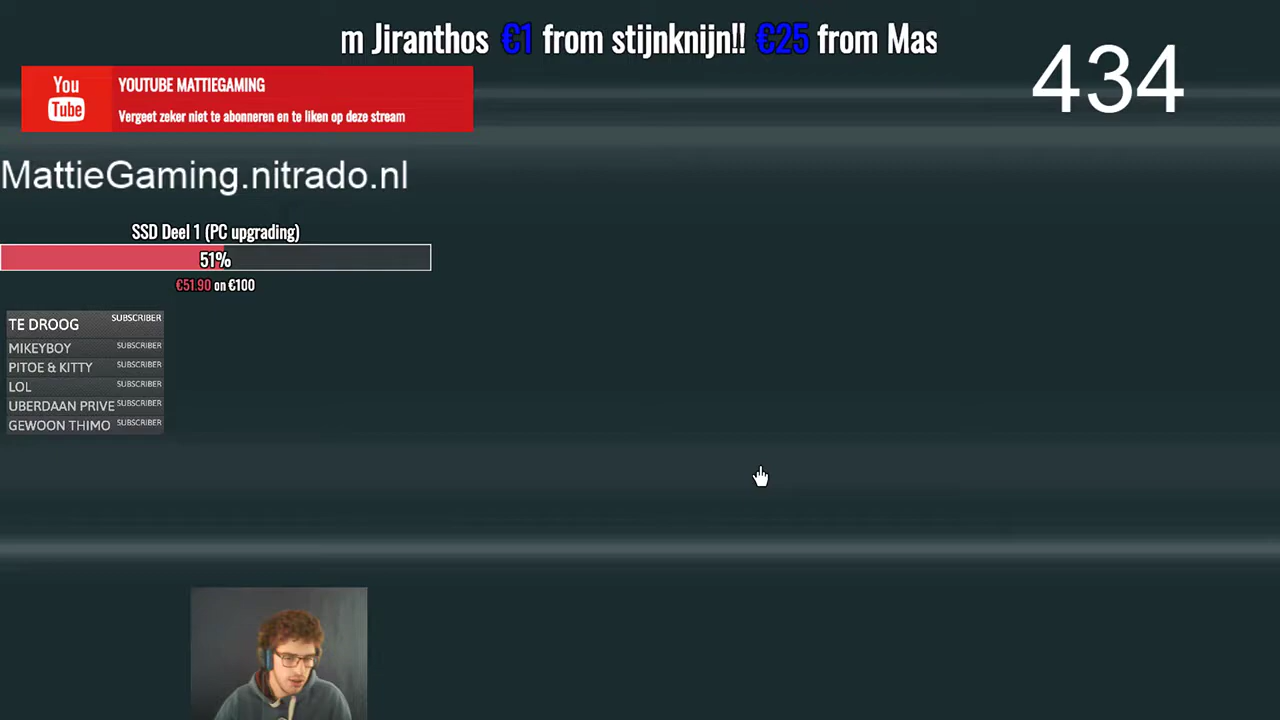 m Jiranthos €1 from stijnknijn!! €25 from Mas
434
You
Tube
YOUTUBE MATTIEGAMING
Vergeet zeker niet te abonneren en te liken op deze stream
MattieGaming.nitrado.nl
SSD Deel 1 (PC upgrading)
51%
€51.90 on €100
TE DROOG SUBSCRIBER
MIKEYBOY SUBSCRIBER
PITOE & KITTY SUBSCRIBER
LOL SUBSCRIBER
UBERDAAN PRIVE SUBSCRIBER
GEWOON THIMO SUBSCRIBER